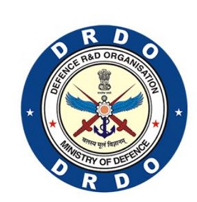 DRDO
DEFENCE R&D ORGANISATION
बलस्य मूलं विज्ञानम्
MINISTRY OF DEFENCE
DRDO